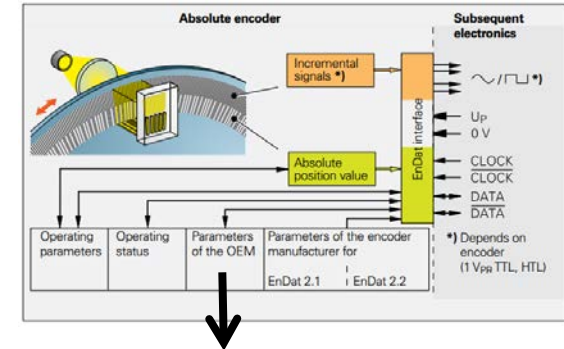 Absolute encoder
Subsequent
electronics
Incremental
signals *)
*)
EnDat interface
UP
0 V
Absolute
position value
CLOCK
CLOCK
DATA
DATA
Operating
parameters
Operating
status
Parameters
of the OEM
Parameters of the encoder
manufacturer for
EnDat 2.1
EnDat 2.2
*) Depends on
encoder
(1 VPP TTL, HTL)